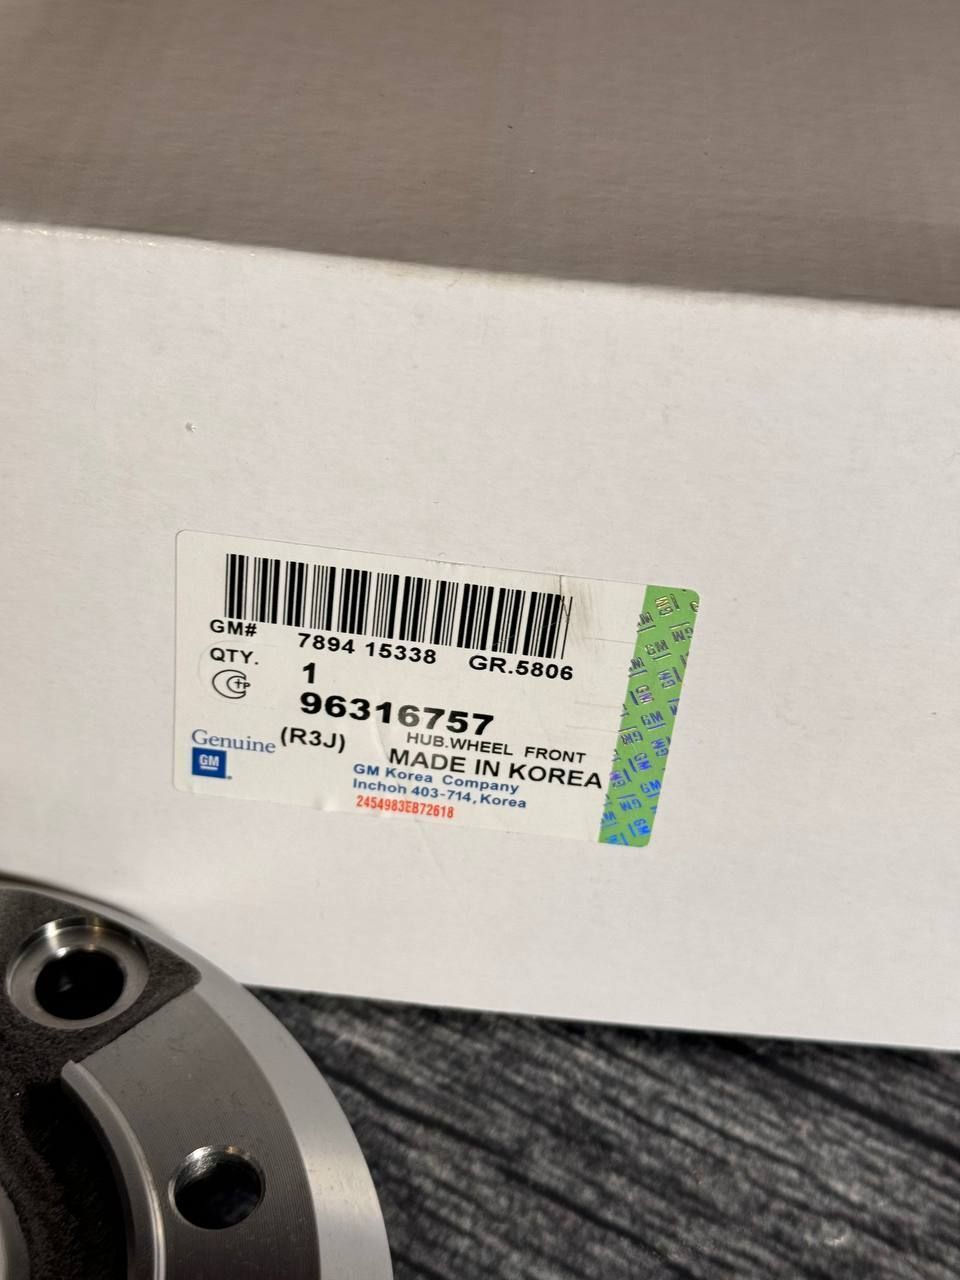 GM# 7894 15338 GR.5806
QTY. 1
96316757
HUB.WHEEL FRONT
Genuine (R3J)
MADE IN KOREA
GM
GM Korea Company
Inchon 403-714, Korea
2454983EB72618